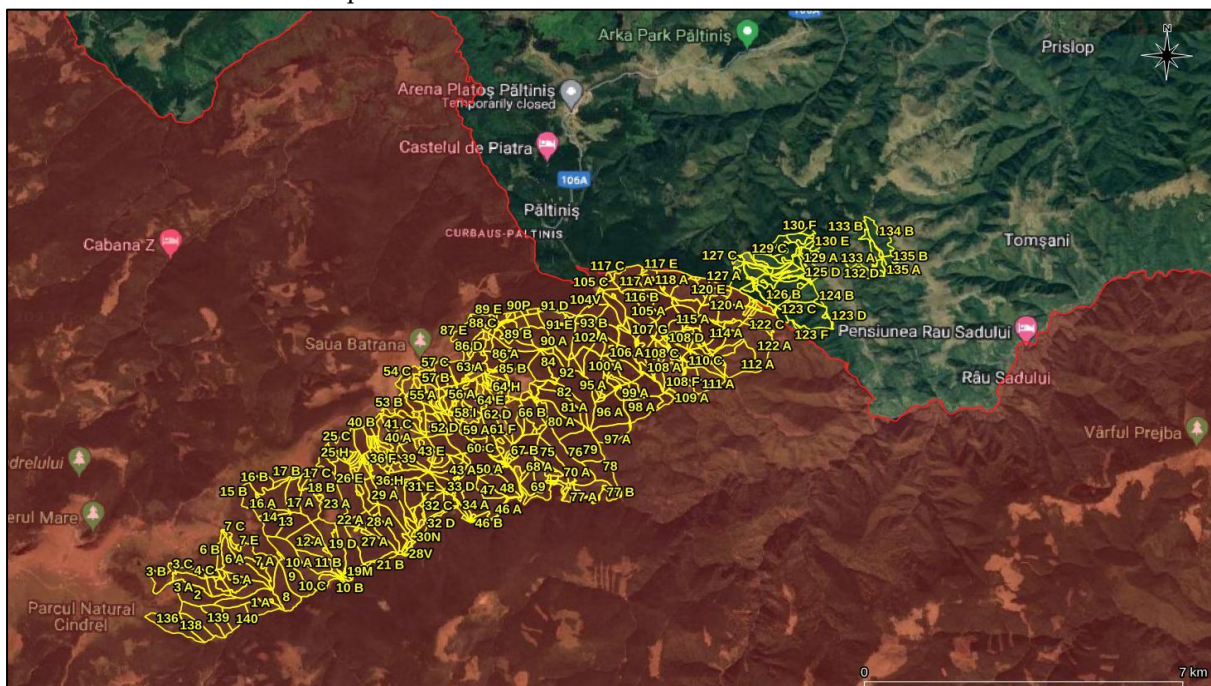 106A
Arka Park Păltiniș
Prislop
N
Arena Platoș Păltiniș
Temporarily closed
Castelul de Piatra
106A
Păltiniș
CURBAUS-PALTINIS
Cabana Z
Tomșani
130 F
133 B
134 B
129 C
130 E
127 C
129 A
133 A
135 B
117 C
117 E
125 D
132 D
135 A
105 C
117 A
118 A
127 A
120 E
126 B
124 B
104V
116 B
120 A
123 C
123 D
89 E
90P
91 D
105 A
115 A
122 C
123 F
Pensiunea Rau Sadului
87 E
88 C
89 B
91 E
93 B
107 G
108 D
114 A
122 A
Saua Batrana
86 D
90 A
102 A
86 A
106 A
108 C
110 C
112 A
Râu Sadului
54 C
57 C
63 A
85 B
84
92
100 A
108 A
57 B
64 H
108 F
111 A
53 B
55 A
56 A
64 E
82
95 A
99 A
109 A
40 B
41 C
58 I
62 D
66 B
81 A
96 A
98 A
Vârful Prejba
25 C
40 A
52 D
59 A
61 F
80 A
97 A
25 H
36 F
39
43 E
60 C
67 B
75
76
79
drelului
16 B
17 B
17 C
26 E
36 H
43 A
50 A
68 A
70 A
78
15 B
18 B
29 A
31 E
33 D
47
48
69
77 A
77 B
16 A
17 A
23 A
32 C
34 A
46 A
erul Mare
14
13
22 A
28 A
32 D
46 B
7 C
7 E
12 A
19 D
27 A
30N
6 B
6 A
7 A
10 A
11 B
28V
21 B
3 B
3 C
4 C
5 A
9
19M
3 A
2
10 C
10 B
1 A
8
Parcul Natural
Cindrel
136
138
139
140
0
7 km